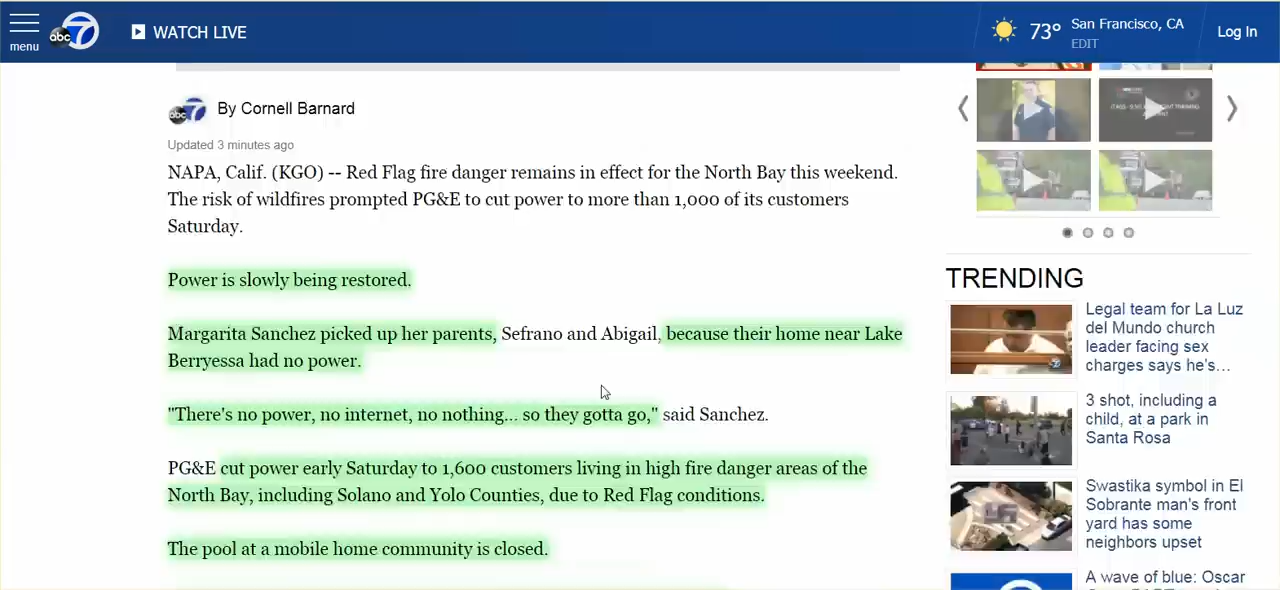 menu
abc 7
WATCH LIVE
73°
San Francisco, CA
EDIT
Log In
abc 7
By Cornell Barnard
Updated 3 minutes ago
NAPA, Calif. (KGO) -- Red Flag fire danger remains in effect for the North Bay this weekend.
The risk of wildfires prompted PG&E to cut power to more than 1,000 of its customers
Saturday.
Power is slowly being restored.
Margarita Sanchez picked up her parents, Sefrano and Abigail, because their home near Lake
Berryessa had no power.
"There's no power, no internet, no nothing... so they gotta go," said Sanchez.
PG&E cut power early Saturday to 1,600 customers living in high fire danger areas of the
North Bay, including Solano and Yolo Counties, due to Red Flag conditions.
The pool at a mobile home community is closed.
TRENDING
Legal team for La Luz
del Mundo church
leader facing sex
charges says he's...
3 shot, including a
child, at a park in
Santa Rosa
Swastika symbol in El
Sobrante man's front
yard has some
neighbors upset
A wave of blue: Oscar